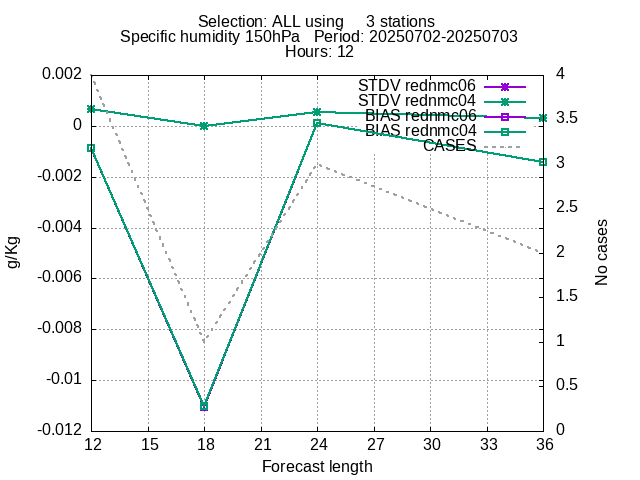 Selection: ALL using     3 stations
Specific humidity 150hPa   Period: 20250702-20250703
Hours: 12
STDV rednmc06
STDV rednmc04
BIAS rednmc06
BIAS rednmc04
CASES
0.002
0
-0.002
-0.004
-0.006
-0.008
-0.01
-0.012
4
3.5
3
2.5
2
1.5
1
0.5
0
g/Kg
No cases
12 15 18 21 24 27 30 33 36
Forecast length